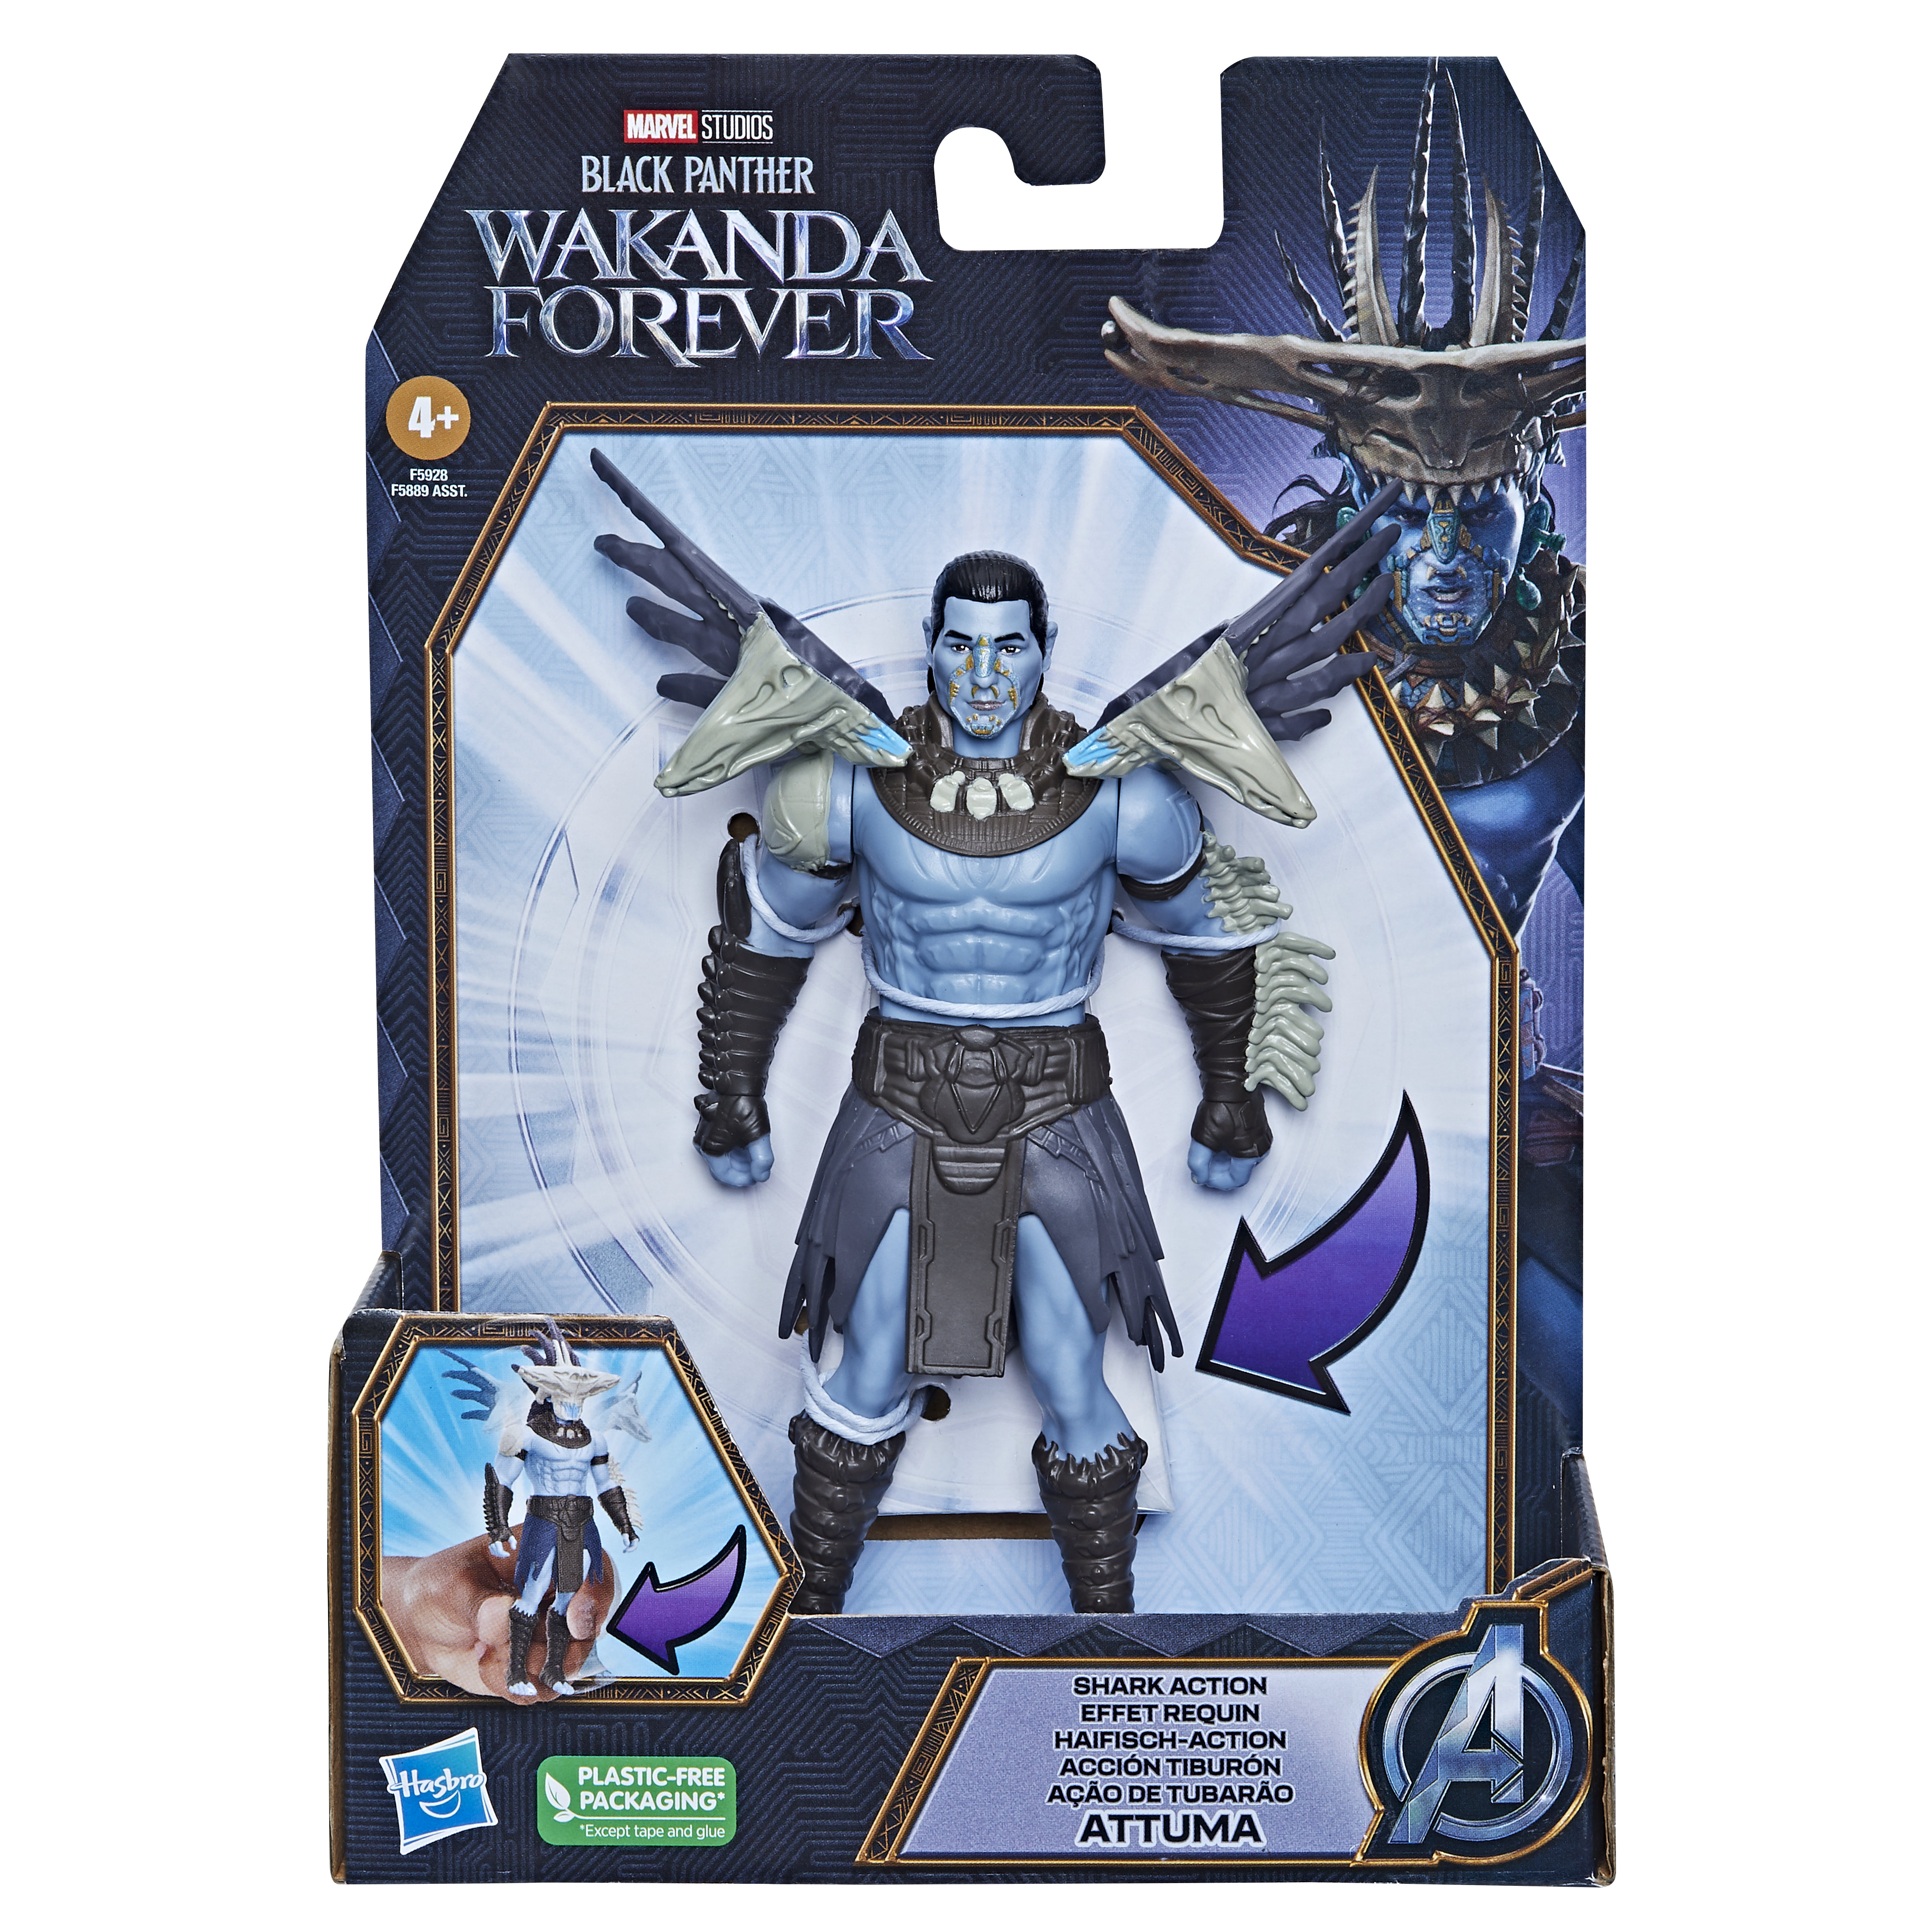 MARVEL STUDIOS
BLACK PANTHER
WAKANDA
FOREVER
4+
F5928
F5889 ASST.
SHARK ACTION
EFFET REQUIN
HAIFISCH-ACTION
ACCIÓN TIBURÓN
AÇÃO DE TUBARÃO
ATTUMA
Hasbro
PLASTIC-FREE
PACKAGING*
*Except tape and glue